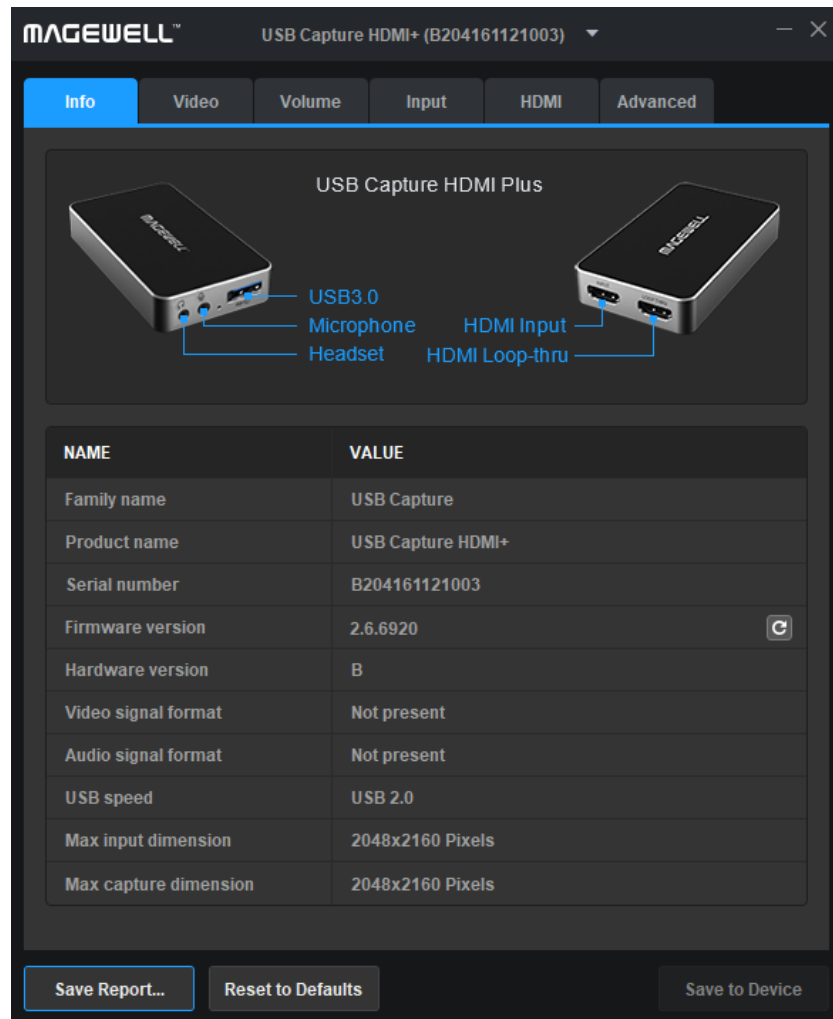 MAGEWELL™
USB Capture HDMI+ (B204161121003)
Info Video Volume Input HDMI Advanced
USB Capture HDMI Plus
MAGEWELL
MAGEWELL
USB3.0
Microphone
Headset
HDMI Input
HDMI Loop-thru
NAME VALUE
Family name USB Capture
Product name USB Capture HDMI+
Serial number B204161121003
Firmware version 2.6.6920
Hardware version B
Video signal format Not present
Audio signal format Not present
USB speed USB 2.0
Max input dimension 2048x2160 Pixels
Max capture dimension 2048x2160 Pixels
Save Report... Reset to Defaults Save to Device